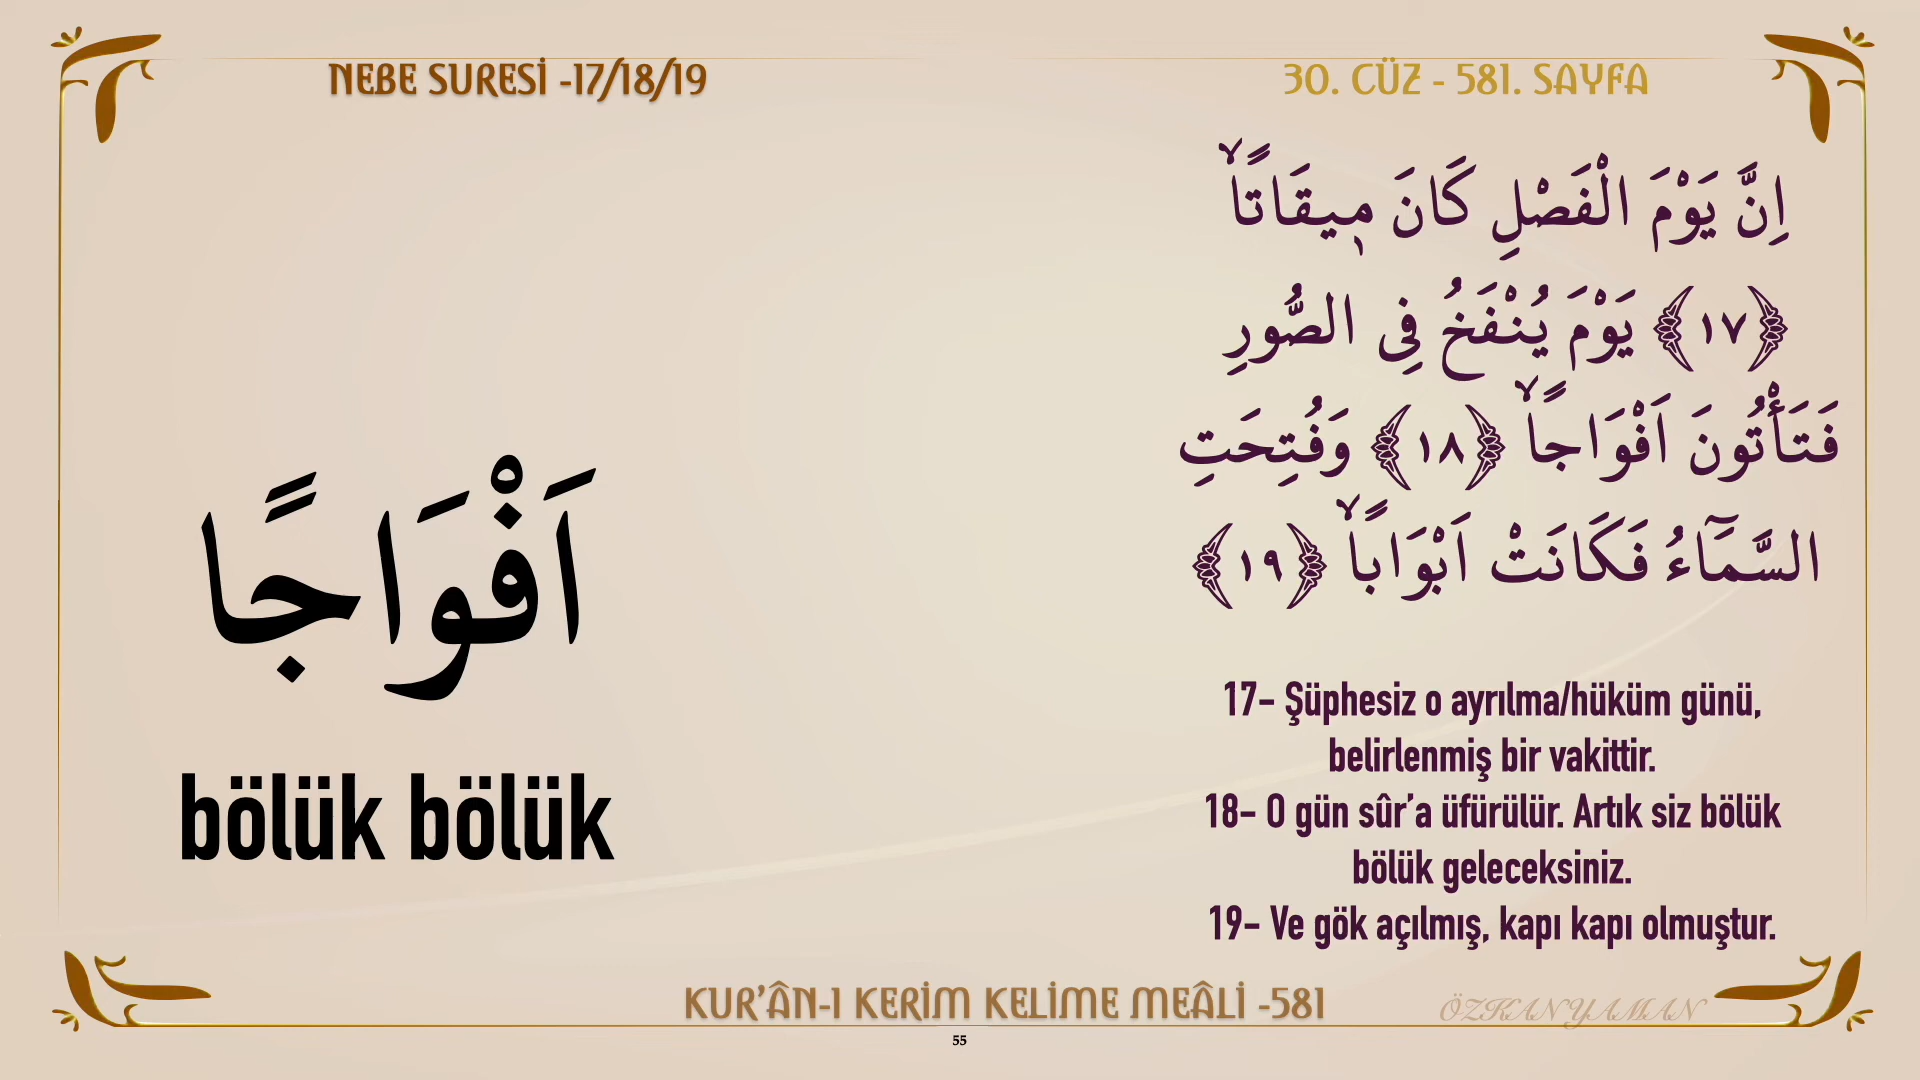 NEBE SURESİ -17/18/19
30. CÜZ - 581. SAYFA
اِنَّ يَوْمَ الْفَصْلِ كَانَ م۪يقَاتًاۙ
﴿١٧﴾ يَوْمَ يُنْفَخُ فِى الصُّورِ
فَتَأْتُونَ اَفْوَاجًاۙ ﴿١٨﴾ وَفُتِحَتِ
السَّمَٓاءُ فَكَانَتْ اَبْوَابًاۙ ﴿١٩﴾
اَفْوَاجًا
bölük bölük
17- Şüphesiz o ayrılma/hüküm günü,
belirlenmiş bir vakittir.
18- O gün sûr’a üfürülür. Artık siz bölük
bölük geleceksiniz.
19- Ve gök açılmış, kapı kapı olmuştur.
KUR’ÂN-I KERİM KELİME MEÂLİ -581
ÖZKAN YAMAN
55